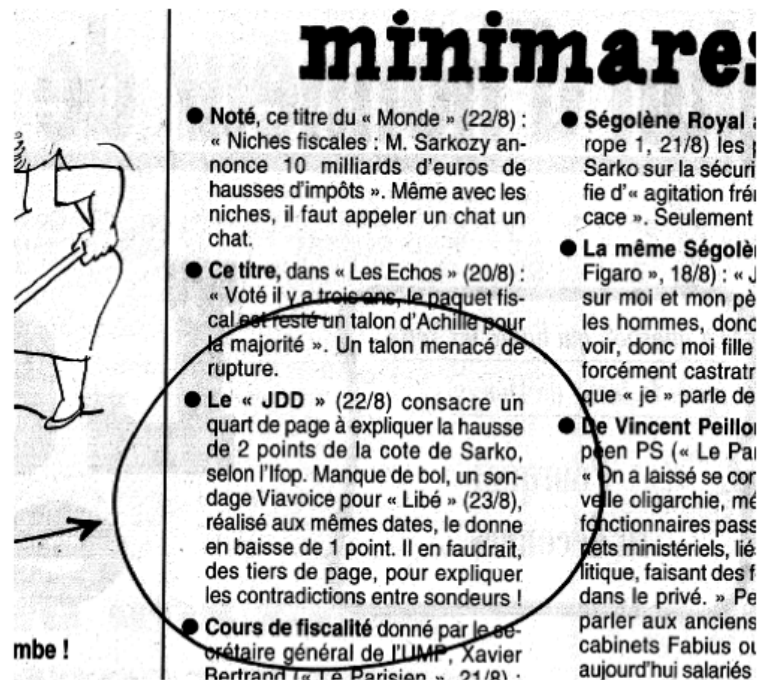 minimares
● Noté, ce titre du « Monde » (22/8) :
« Niches fiscales : M. Sarkozy an-
nonce 10 milliards d'euros de
hausses d'impôts ». Même avec les
niches, il faut appeler un chat un
chat.
● Ce titre, dans « Les Echos » (20/8) :
« Voté il y a trois ans, le paquet fis-
cal est resté un talon d'Achille pour
la majorité ». Un talon menacé de
rupture.
● Le « JDD » (22/8) consacre un
quart de page à expliquer la hausse
de 2 points de la cote de Sarko,
selon l'Ifop. Manque de bol, un son-
dage Viavoice pour « Libé » (23/8),
réalisé aux mêmes dates, le donne
en baisse de 1 point. Il en faudrait,
des tiers de page, pour expliquer
les contradictions entre sondeurs !
● Cours de fiscalité donné par le se-
crétaire général de l'UMP, Xavier
Bertrand (« Le Parisien », 21/8) :
● Ségolène Royal
rope 1, 21/8) les
Sarko sur la sécuri
fie d'« agitation fré
cace ». Seulement
● La même Ségolè
Figaro », 18/8) : « J
sur moi et mon pè
les hommes, donc
voir, donc moi fille
forcément castratr
que « je » parle de
● De Vincent Peillo
péen PS (« Le Pa
« On a laissé se con
velle oligarchie, mé
fonctionnaires pass
nets ministériels, lié
litique, faisant des f
dans le privé. » Pe
parler aux anciens
cabinets Fabius ou
aujourd'hui salariés
mbe !